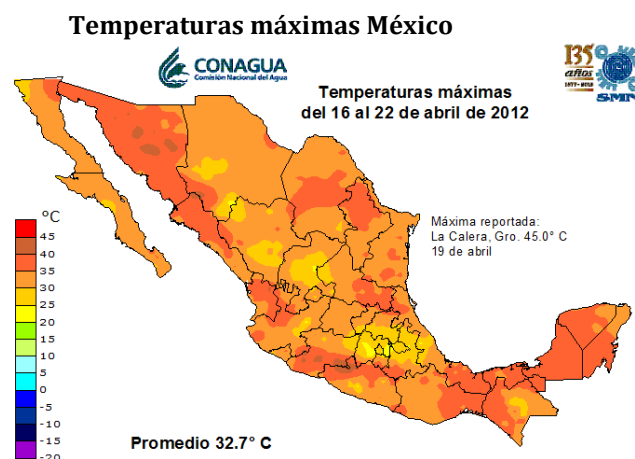 Temperaturas máximas México
CONAGUA
Comisión Nacional del Agua
135
años
1877-2012
SMN
Temperaturas máximas
del 16 al 22 de abril de 2012
°C
45
40
35
30
25
20
15
10
5
0
-5
-10
-15
-20
Máxima reportada:
La Calera, Gro. 45.0° C
19 de abril
Promedio 32.7° C